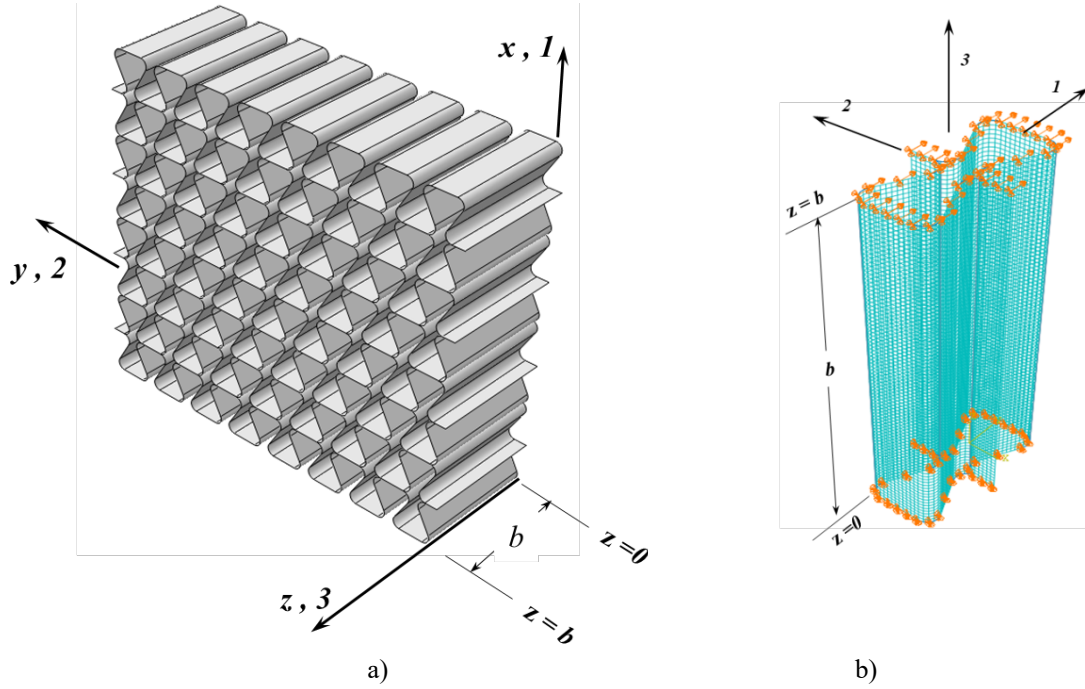 x , 1
y , 2
z , 3
b
z =0
z = b
a)
3
2
1
z = b
b
z=0
b)